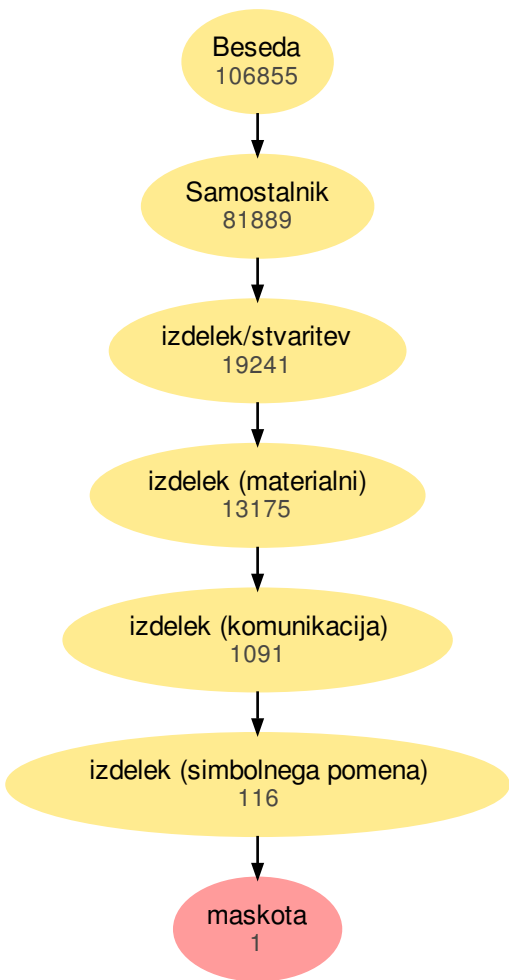 Beseda
106855
Samostalnik
81889
izdelek/stvaritev
19241
izdelek (materialni)
13175
izdelek (komunikacija)
1091
izdelek (simbolnega pomena)
116
maskota
1